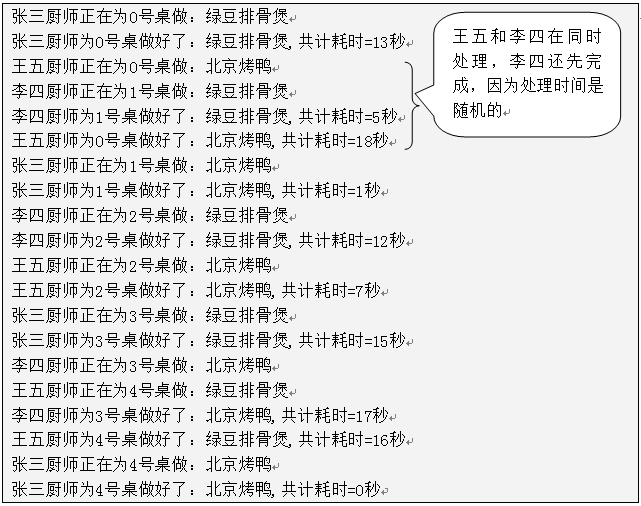 张三厨师正在为0号桌做：绿豆排骨煲
张三厨师为0号桌做好了：绿豆排骨煲,共计耗时=13秒
王五厨师正在为0号桌做：北京烤鸭
李四厨师正在为1号桌做：绿豆排骨煲
李四厨师为1号桌做好了：绿豆排骨煲,共计耗时=5秒
王五厨师为0号桌做好了：北京烤鸭,共计耗时=18秒
张三厨师正在为1号桌做：北京烤鸭
张三厨师为1号桌做好了：北京烤鸭,共计耗时=1秒
李四厨师正在为2号桌做：绿豆排骨煲
李四厨师为2号桌做好了：绿豆排骨煲,共计耗时=12秒
王五厨师正在为2号桌做：北京烤鸭
王五厨师为2号桌做好了：北京烤鸭,共计耗时=7秒
张三厨师正在为3号桌做：绿豆排骨煲
张三厨师为3号桌做好了：绿豆排骨煲,共计耗时=15秒
李四厨师正在为3号桌做：北京烤鸭
王五厨师正在为4号桌做：绿豆排骨煲
李四厨师为3号桌做好了：北京烤鸭,共计耗时=17秒
王五厨师为4号桌做好了：绿豆排骨煲,共计耗时=16秒
张三厨师正在为4号桌做：北京烤鸭
张三厨师为4号桌做好了：北京烤鸭,共计耗时=0秒
王五和李四在同时
处理，李四还先完
成，因为处理时间是
随机的